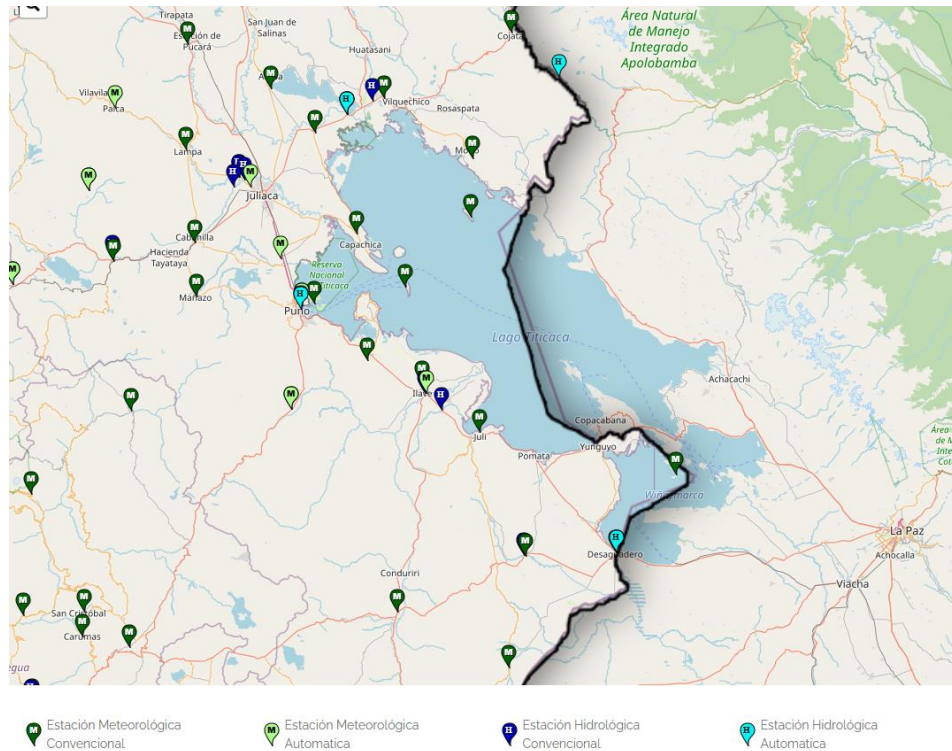 Tirapata
San Juan de
Salinas
Estación de
Pucará
Huatasani
Cojata
Área Natural
de Manejo
Integrado
Apolobamba
Vilavila
Palca
Vilquechico
Rosaspata
Lampa
Juliaca
Cabanilla
Hacienda
Tayataya
Capachica
Reserva
Nacional
Mañazo
Puno
Lago Titicaca
Achacachi
Ilave
Juli
Copacabana
Yunguyo
Pomata
Wiñaymarca
La Paz
Achocalla
Desaguadero
Viacha
Conduriri
San Cristóbal
Carumas
Estación Meteorológica
Convencional
Estación Meteorológica
Automatica
Estación Hidrológica
Convencional
Estación Hidrológica
Automatica